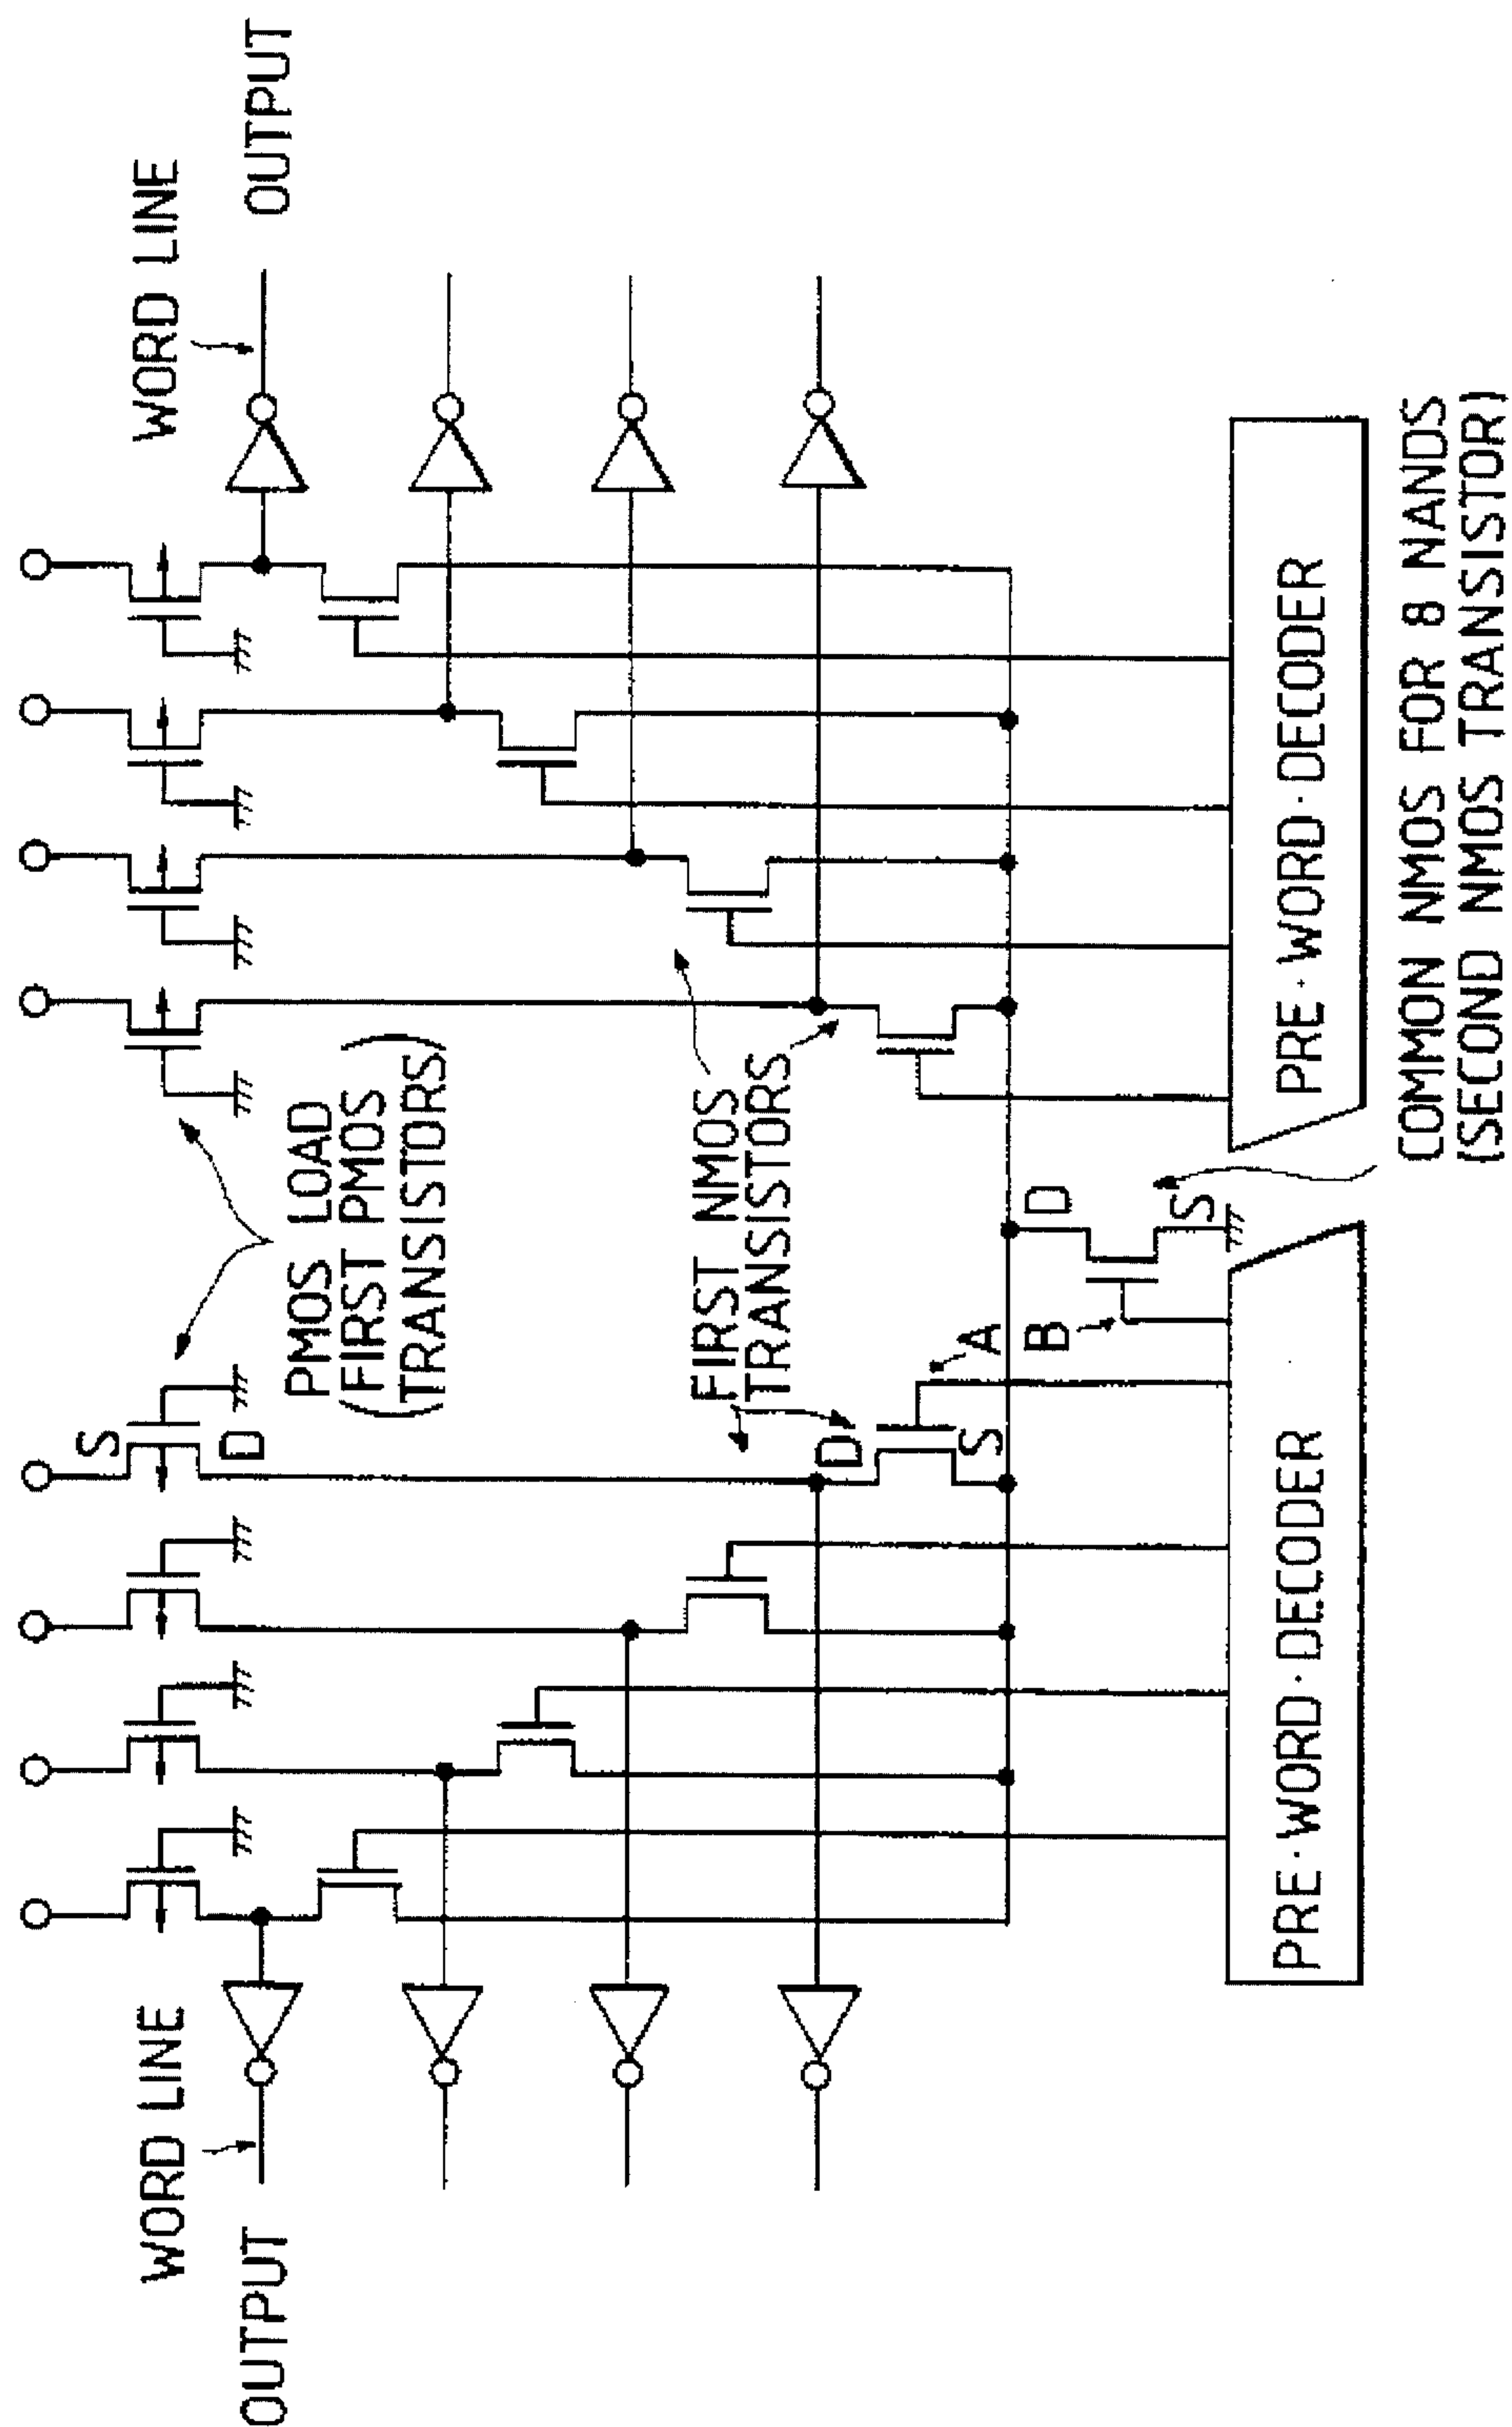 WORD LINE
OUTPUT
WORD LINE
OUTPUT
S
D
PMOS LOAD
(FIRST PMOS
TRANSISTORS)
FIRST NMOS
TRANSISTORS
D
S
A
B
D
S
PRE·WORD·DECODER
PRE·WORD·DECODER
COMMON NMOS FOR 8 NANDS
(SECOND NMOS TRANSISTOR)